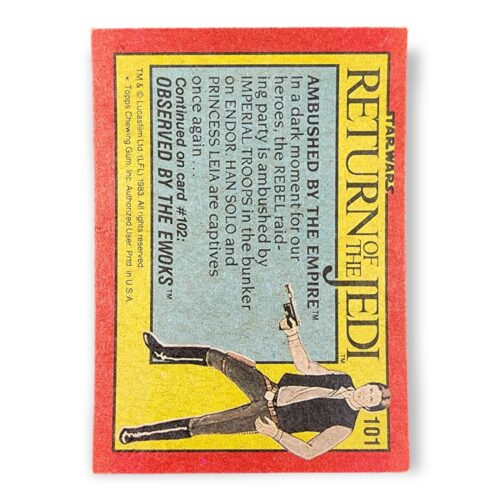 STAR WARS
RETURN OF THE JEDI™
101
AMBUSHED BY THE EMPIRE™
In a dark moment for our
heroes, the REBEL raid-
ing party is ambushed by
IMPERIAL TROOPS in the bunker
on ENDOR. HAN SOLO and
PRINCESS LEIA are captives
once again . . .
Continued on card #102:
OBSERVED BY THE EWOKS™
TM & © Lucasfilm Ltd. (LFL) 1983. All rights reserved.
* Topps Chewing Gum, Inc. Authorized User. Prtd. in U.S.A.